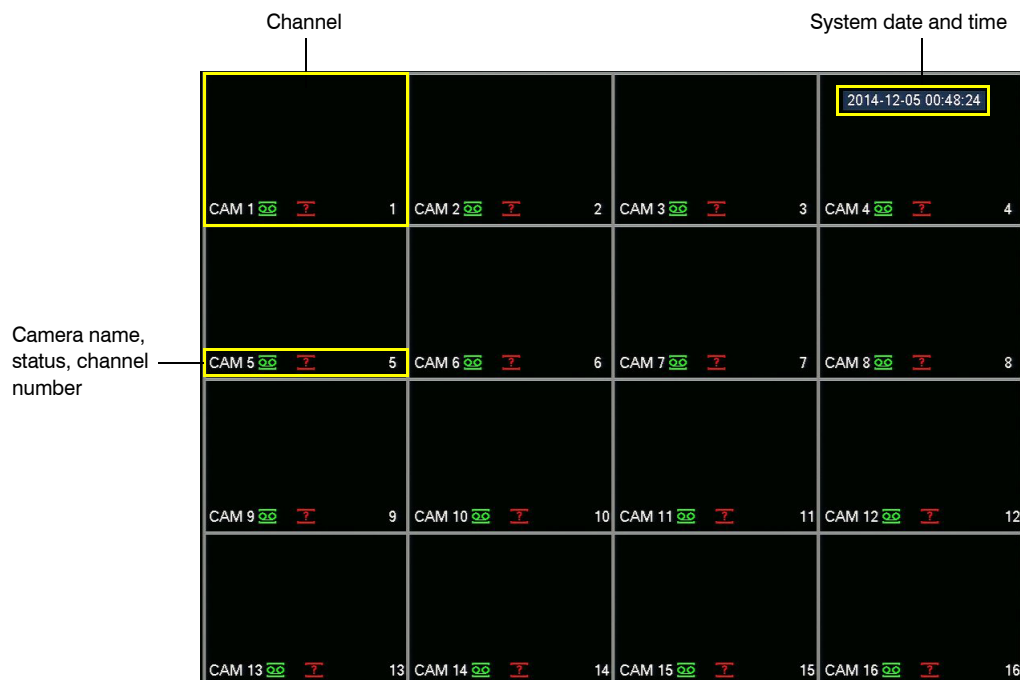 Channel
System date and time
2014-12-05 00:48:24
CAM 1 ? 1
CAM 2 ? 2
CAM 3 ? 3
CAM 4 ? 4
Camera name,
status, channel
number
CAM 5 ? 5
CAM 6 ? 6
CAM 7 ? 7
CAM 8 ? 8
CAM 9 ? 9
CAM 10 ? 10
CAM 11 ? 11
CAM 12 ? 12
CAM 13 ? 13
CAM 14 ? 14
CAM 15 ? 15
CAM 16 ? 16